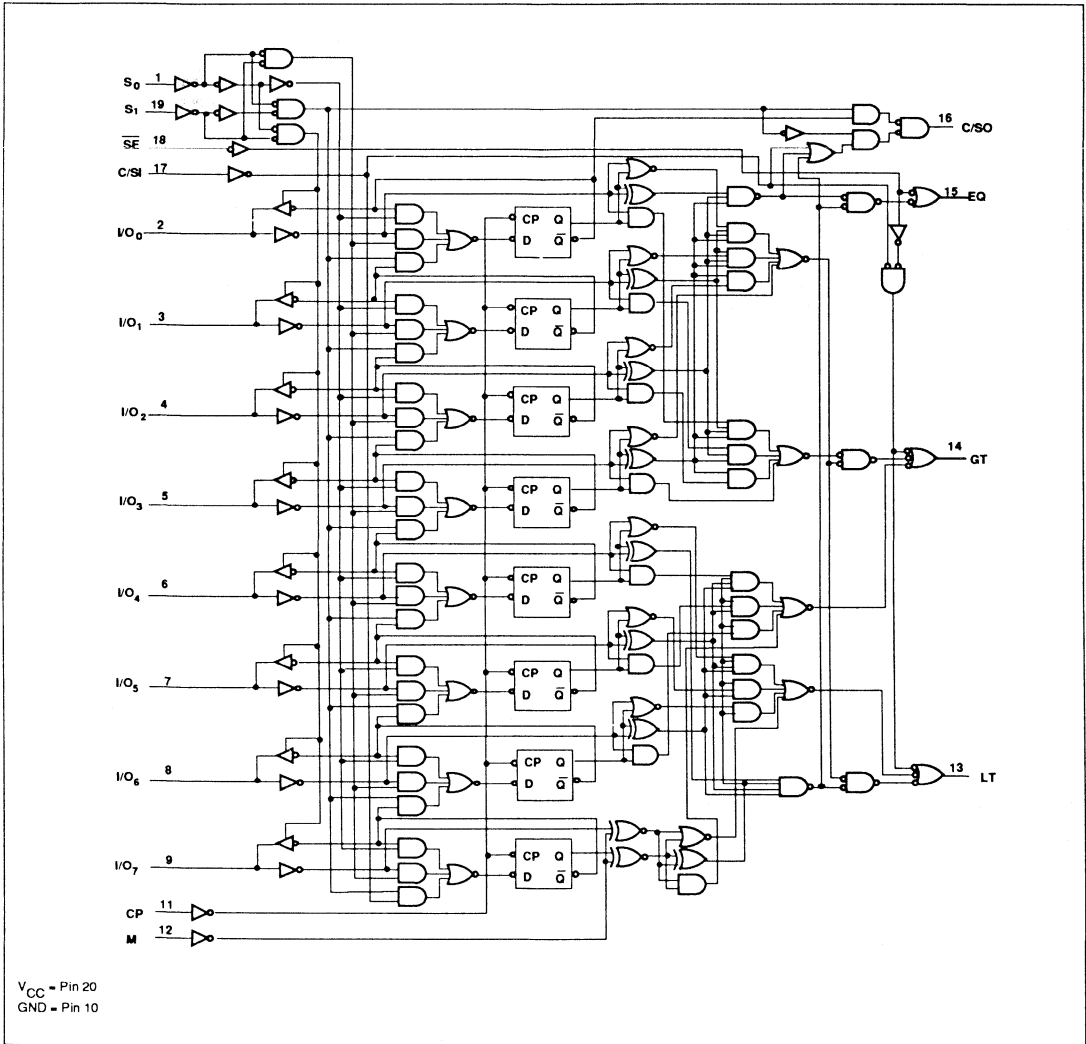 S0 1
S1 19
SE 18
C/SI 17
I/O0 2
I/O1 3
I/O2 4
I/O3 5
I/O4 6
I/O5 7
I/O6 8
I/O7 9
CP 11
M 12
CP Q
D Q
CP Q
D Q
CP Q
D Q
CP Q
D Q
CP Q
D Q
CP Q
D Q
CP Q
D Q
CP Q
D Q
16 C/SO
15 EQ
14 GT
13 LT
VCC = Pin 20
GND = Pin 10